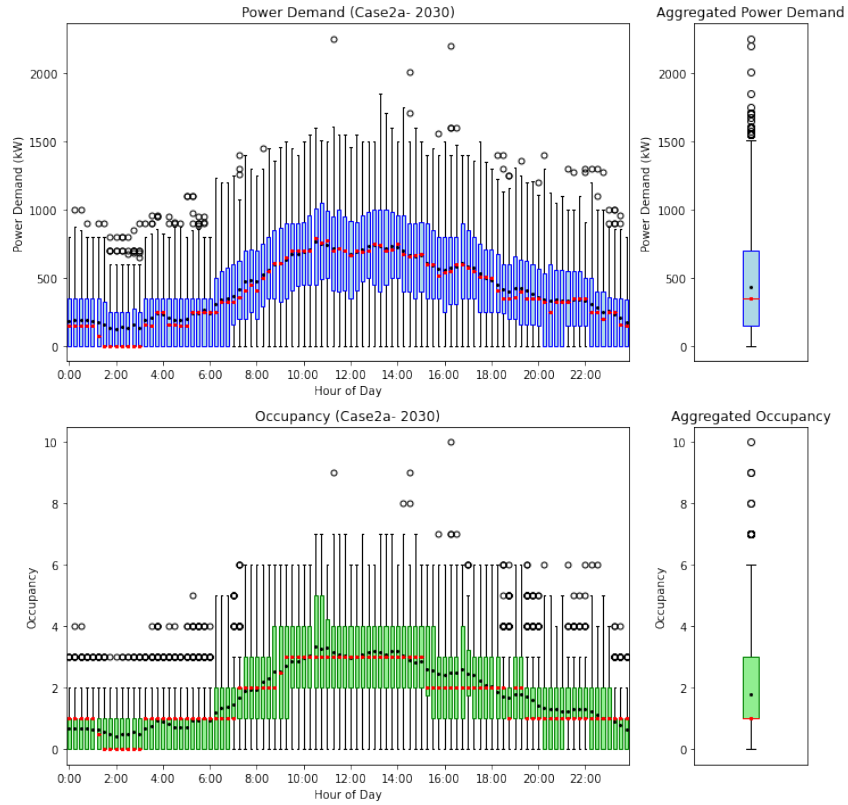 Power Demand (Case2a- 2030)
Aggregated Power Demand
Power Demand (kW)
2000
1500
1000
500
0
0:00 2:00 4:00 6:00 8:00 10:00 12:00 14:00 16:00 18:00 20:00 22:00
Hour of Day
Power Demand (kW)
2000
1500
1000
500
0
Occupancy (Case2a- 2030)
Aggregated Occupancy
Occupancy
10
8
6
4
2
0
0:00 2:00 4:00 6:00 8:00 10:00 12:00 14:00 16:00 18:00 20:00 22:00
Hour of Day
Occupancy
10
8
6
4
2
0